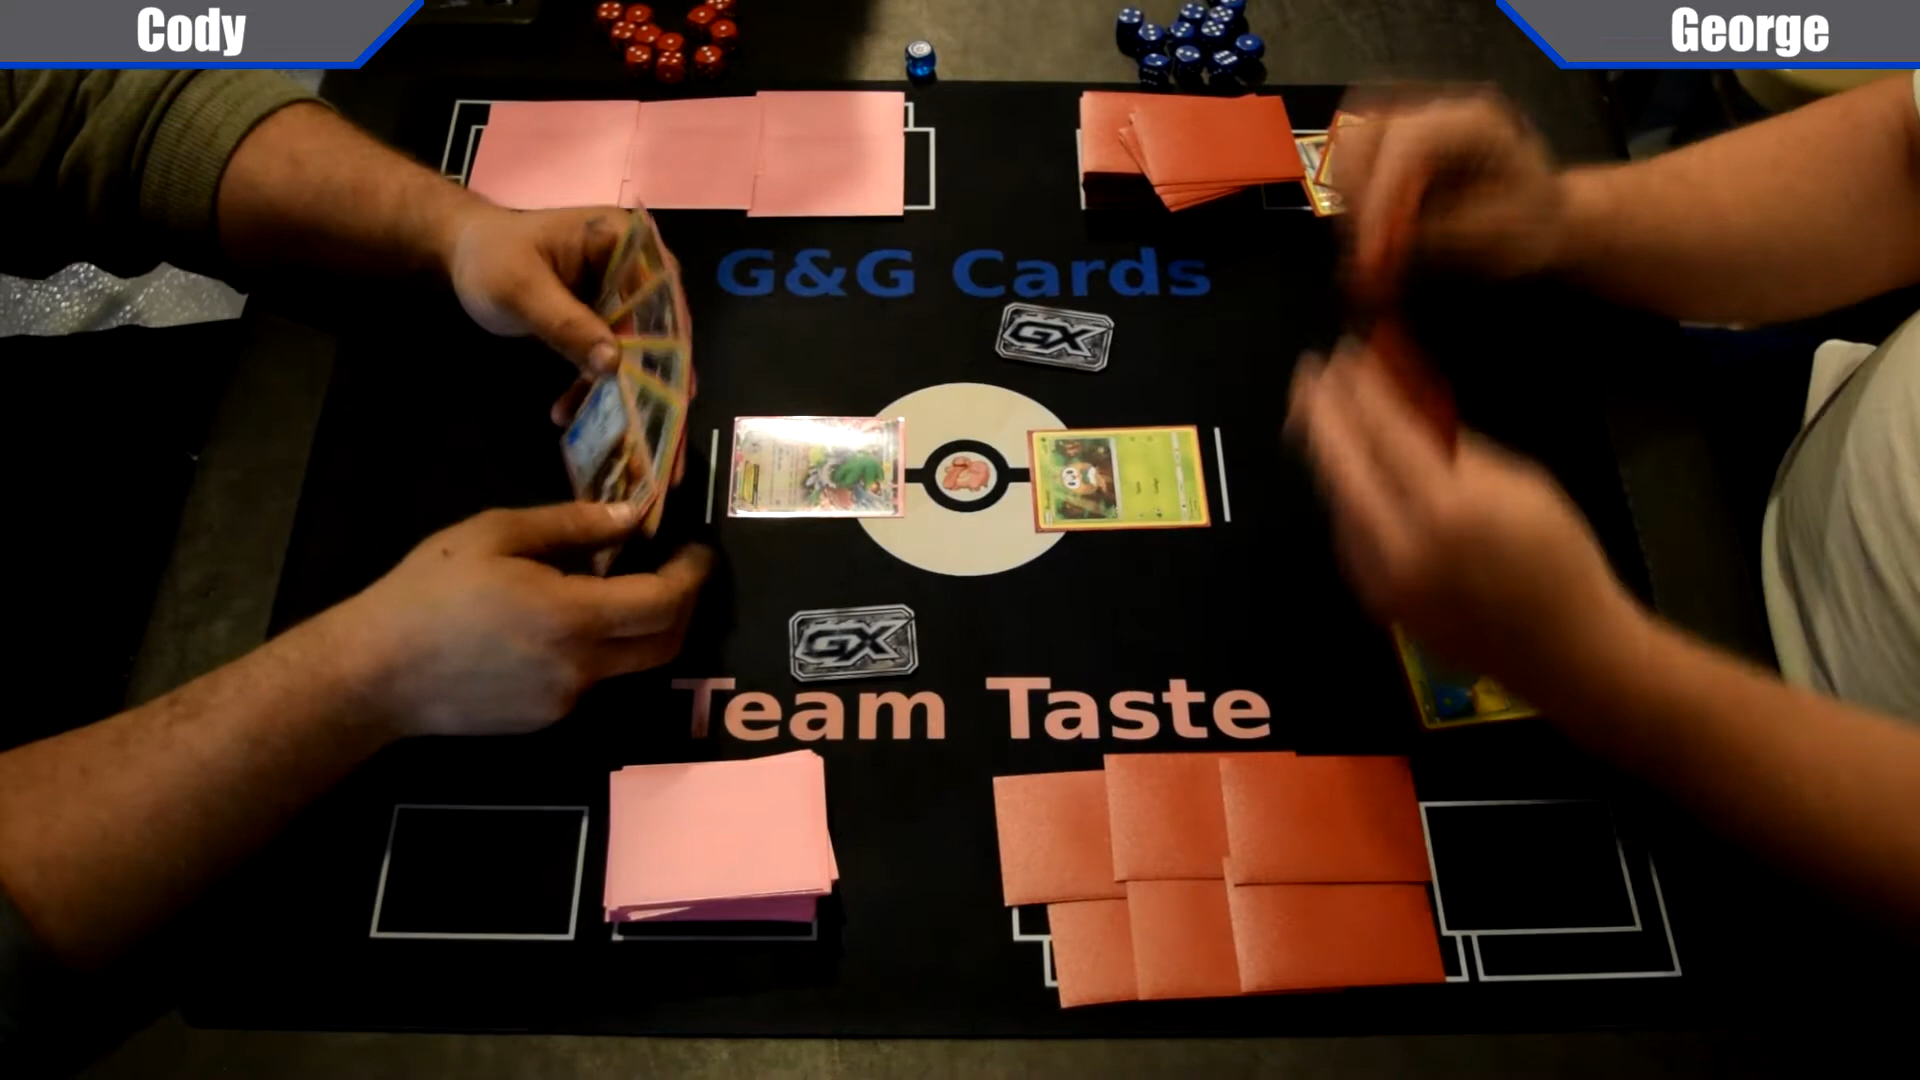 Cody
George
G&G Cards
GX
GX
Team Taste